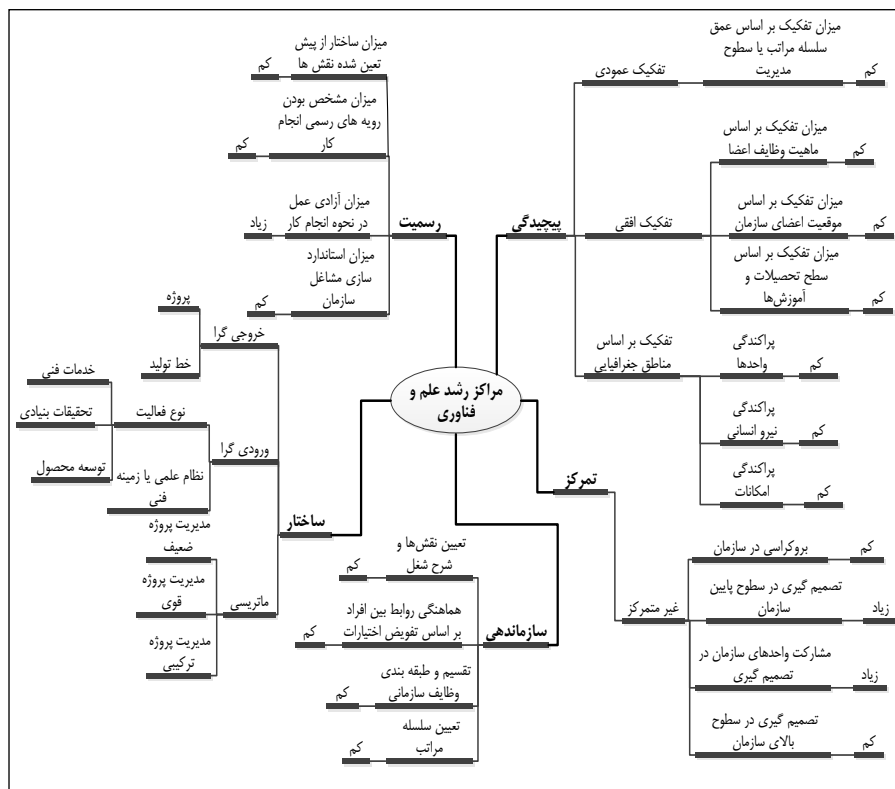 مراکز رشد علم و
فناوری
پیچیدگی
تفکیک عمودی
میزان تفکیک بر اساس عمق
سلسله مراتب یا سطوح
مدیریت
کم
تفکیک افقی
میزان تفکیک بر اساس
ماهیت وظایف اعضا
کم
میزان تفکیک بر اساس
موقعیت اعضای سازمان
کم
میزان تفکیک بر اساس
سطح تحصیلات و
آموزش‌ها
کم
تفکیک بر اساس
مناطق جغرافیایی
پراکندگی
واحدها
کم
پراکندگی
نیرو انسانی
کم
پراکندگی
امکانات
کم
تمرکز
غیر متمرکز
بروکراسی در سازمان
کم
تصمیم گیری در سطوح پایین
سازمان
زیاد
مشارکت واحدهای سازمان در
تصمیم گیری
زیاد
تصمیم گیری در سطوح
بالای سازمان
کم
رسمیت
میزان ساختار از پیش
تعین شده نقش ها
کم
میزان مشخص بودن
رویه های رسمی انجام
کار
کم
میزان آزادی عمل
در نحوه انجام کار
زیاد
میزان استاندارد
سازی مشاغل
سازمان
کم
ساختار
خروجی گرا
پروژه
خط تولید
ورودی گرا
نوع فعالیت
خدمات فنی
تحقیقات بنیادی
توسعه محصول
نظام علمی یا زمینه
فنی
ماتریسی
مدیریت پروژه
ضعیف
مدیریت پروژه
قوی
مدیریت پروژه
ترکیبی
سازماندهی
تعیین نقش‌ها و
شرح شغل
کم
هماهنگی روابط بین افراد
بر اساس تفویض اختیارات
کم
تقسیم و طبقه بندی
وظایف سازمانی
کم
تعیین سلسله
مراتب
کم